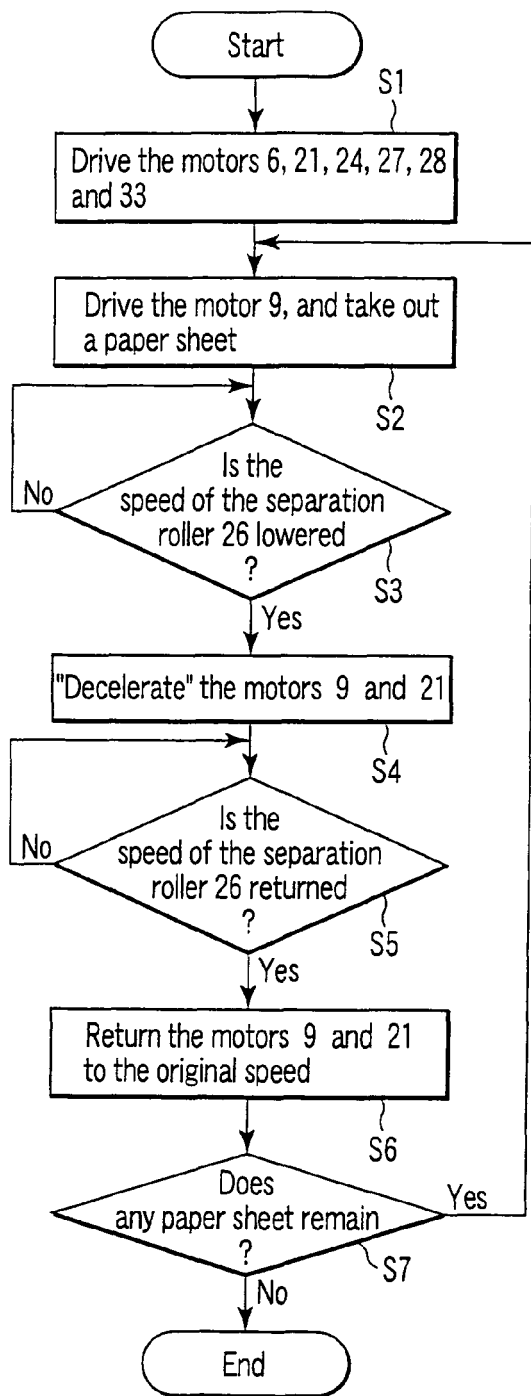 Start
S1
Drive the motors 6, 21, 24, 27, 28
and 33
Drive the motor 9, and take out
a paper sheet
S2
Is the
speed of the separation
roller 26 lowered
?
No
S3
Yes
"Decelerate" the motors 9 and 21
S4
Is the
speed of the separation
roller 26 returned
?
No
S5
Yes
Return the motors 9 and 21
to the original speed
S6
Does
any paper sheet remain
?
Yes
S7
No
End